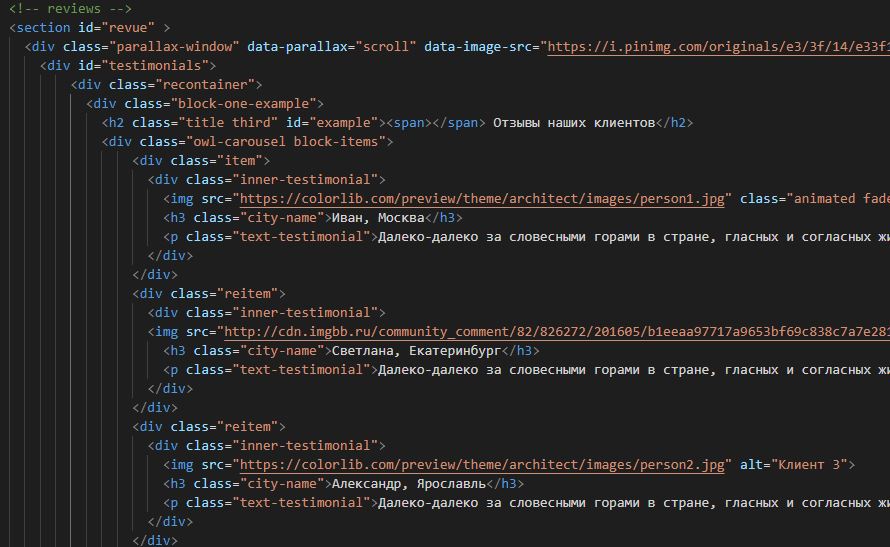 <!-- reviews -->
<section id="revue" >
<div class="parallax-window" data-parallax="scroll" data-image-src="https://i.pinimg.com/originals/e3/3f/14/e33f1
<div id="testimonials">
<div class="recontainer">
<div class="block-one-example">
<h2 class="title third" id="example"><span></span> Отзывы наших клиентов</h2>
<div class="owl-carousel block-items">
<div class="item">
<div class="inner-testimonial">
<img src="https://colorlib.com/preview/theme/architect/images/person1.jpg" class="animated fade
<h3 class="city-name">Иван, Москва</h3>
<p class="text-testimonial">Далеко-далеко за словесными горами в стране, гласных и согласных жи
</div>
</div>
<div class="reitem">
<div class="inner-testimonial">
<img src="http://cdn.imgbb.ru/community_comment/82/826272/201605/b1eeaa97717a9653bf69c838c7a7e281
<h3 class="city-name">Светлана, Екатеринбург</h3>
<p class="text-testimonial">Далеко-далеко за словесными горами в стране, гласных и согласных жи
</div>
</div>
<div class="reitem">
<div class="inner-testimonial">
<img src="https://colorlib.com/preview/theme/architect/images/person2.jpg" alt="Клиент 3">
<h3 class="city-name">Александр, Ярославль</h3>
<p class="text-testimonial">Далеко-далеко за словесными горами в стране, гласных и согласных жи
</div>
</div>